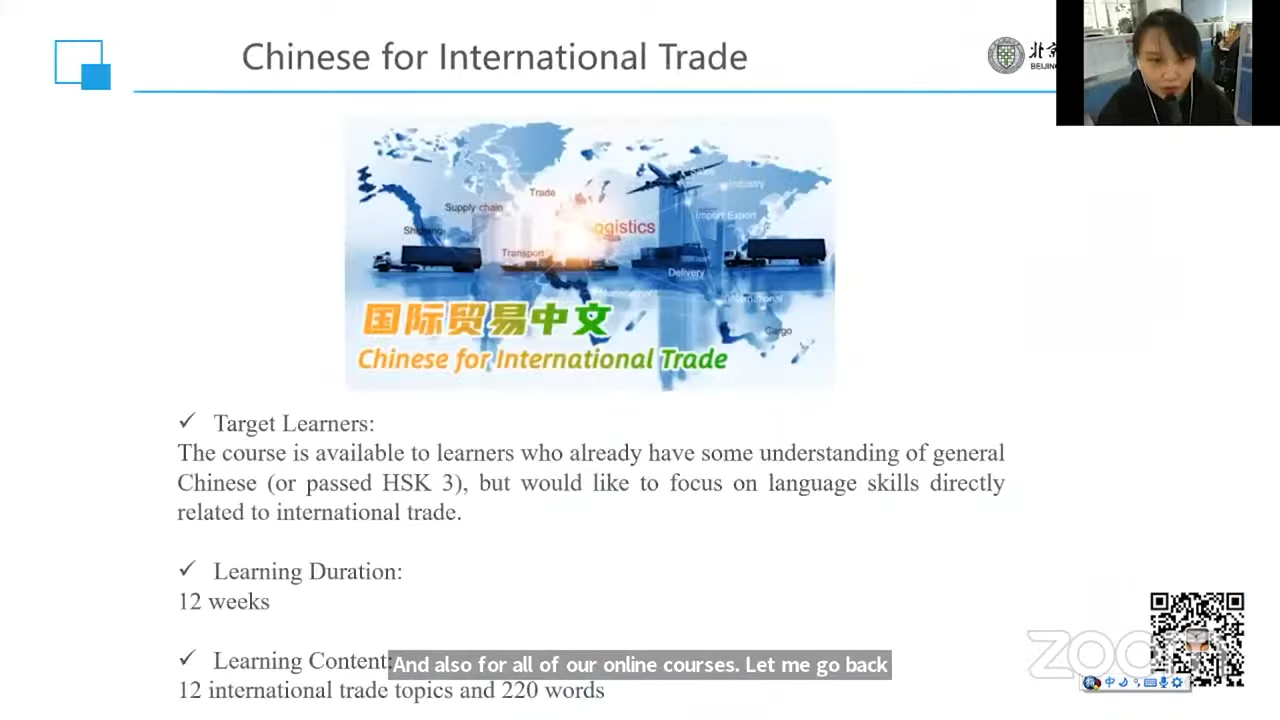 Chinese for International Trade
北京
BEIJING
Trade
Industry
Supply chain
Import Export
Logistics
Transport
Delivery
International
Cargo
国际贸易中文
Chinese for International Trade
✓ Target Learners:
The course is available to learners who already have some understanding of general
Chinese (or passed HSK 3), but would like to focus on language skills directly
related to international trade.
✓ Learning Duration:
12 weeks
✓ Learning Content:
And also for all of our online courses. Let me go back
12 international trade topics and 220 words
zoom
中